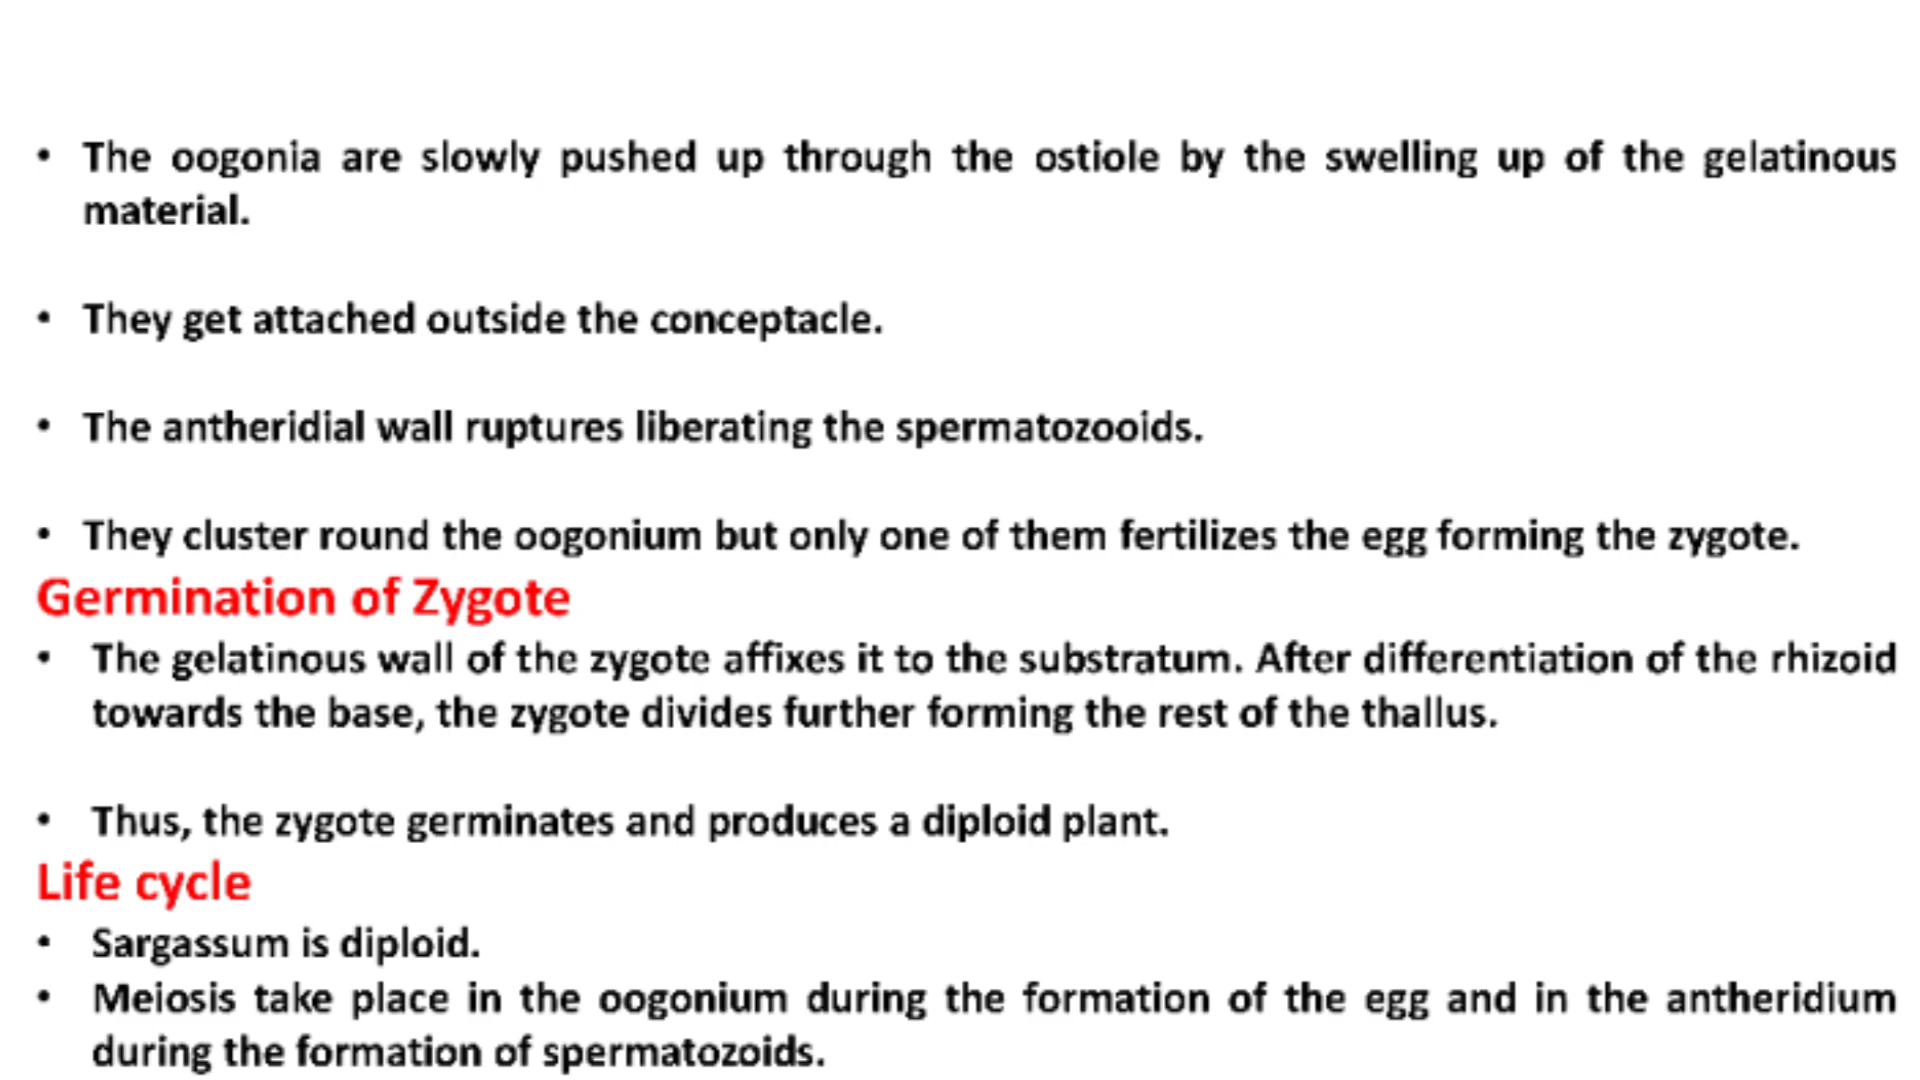 • The oogonia are slowly pushed up through the ostiole by the swelling up of the gelatinous
material.
• They get attached outside the conceptacle.
• The antheridial wall ruptures liberating the spermatozooids.
• They cluster round the oogonium but only one of them fertilizes the egg forming the zygote.
Germination of Zygote
• The gelatinous wall of the zygote affixes it to the substratum. After differentiation of the rhizoid
towards the base, the zygote divides further forming the rest of the thallus.
• Thus, the zygote germinates and produces a diploid plant.
Life cycle
• Sargassum is diploid.
• Meiosis take place in the oogonium during the formation of the egg and in the antheridium
during the formation of spermatozoids.